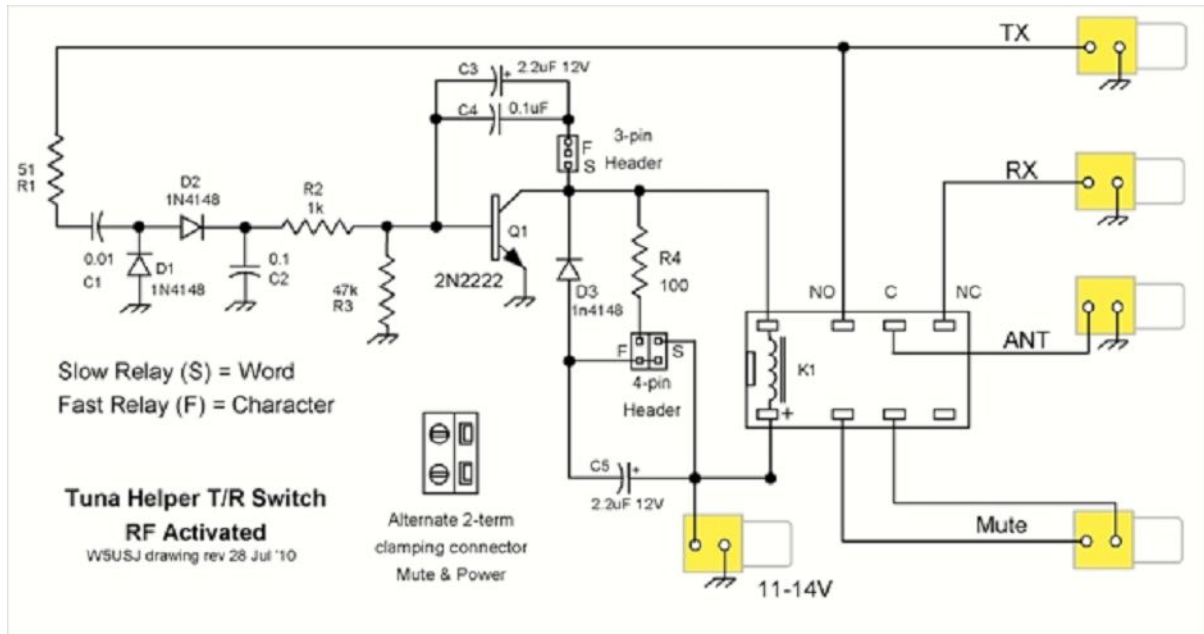 TX
C3
+
2.2uF 12V
C4
0.1uF
F
S
3-pin
Header
51
R1
D2
1N4148
R2
1k
RX
0.01
C1
D1
1N4148
0.1
C2
47k
R3
Q1
2N2222
D3
1n4148
R4
100
NO
C
NC
ANT
F
S
4-pin
Header
K1
+
Slow Relay (S) = Word
Fast Relay (F) = Character
C5
+
2.2uF 12V
Tuna Helper T/R Switch
RF Activated
W5USJ drawing rev 28 Jul '10
Alternate 2-term
clamping connector
Mute & Power
Mute
11-14V